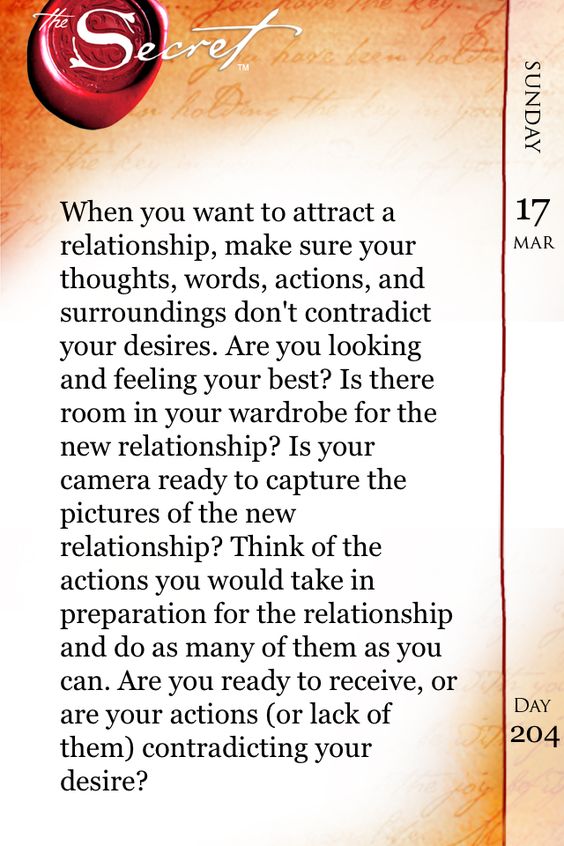 the Secret™
SUNDAY
17
MAR
When you want to attract a
relationship, make sure your
thoughts, words, actions, and
surroundings don't contradict
your desires. Are you looking
and feeling your best? Is there
room in your wardrobe for the
new relationship? Is your
camera ready to capture the
pictures of the new
relationship? Think of the
actions you would take in
preparation for the relationship
and do as many of them as you
can. Are you ready to receive, or
are your actions (or lack of
them) contradicting your
desire?
DAY
204